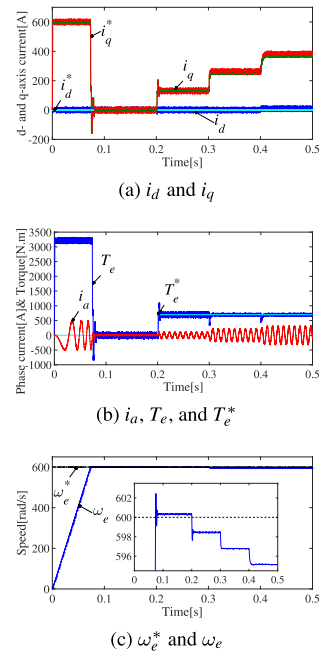 600
400
200
0
-200
0
0.1
0.2
0.3
0.4
0.5
d- and q-axis current[A]
Time[s]
i_q^*
i_d^*
i_q
i_d
(a) i_d and i_q
3500
3000
2500
2000
1500
1000
500
0
-500
-1000
0
0.1
0.2
0.3
0.4
0.5
Phase current[A]& Torque[N.m]
Time[s]
T_e
i_a
T_e^*
(b) i_a, T_e, and T_e^*
600
400
200
0
0
0.1
0.2
0.3
0.4
0.5
Speed[rad/s]
Time[s]
ω_e^*
ω_e
602
600
598
596
0
0.1
0.2
0.3
0.4
0.5
(c) ω_e^* and ω_e